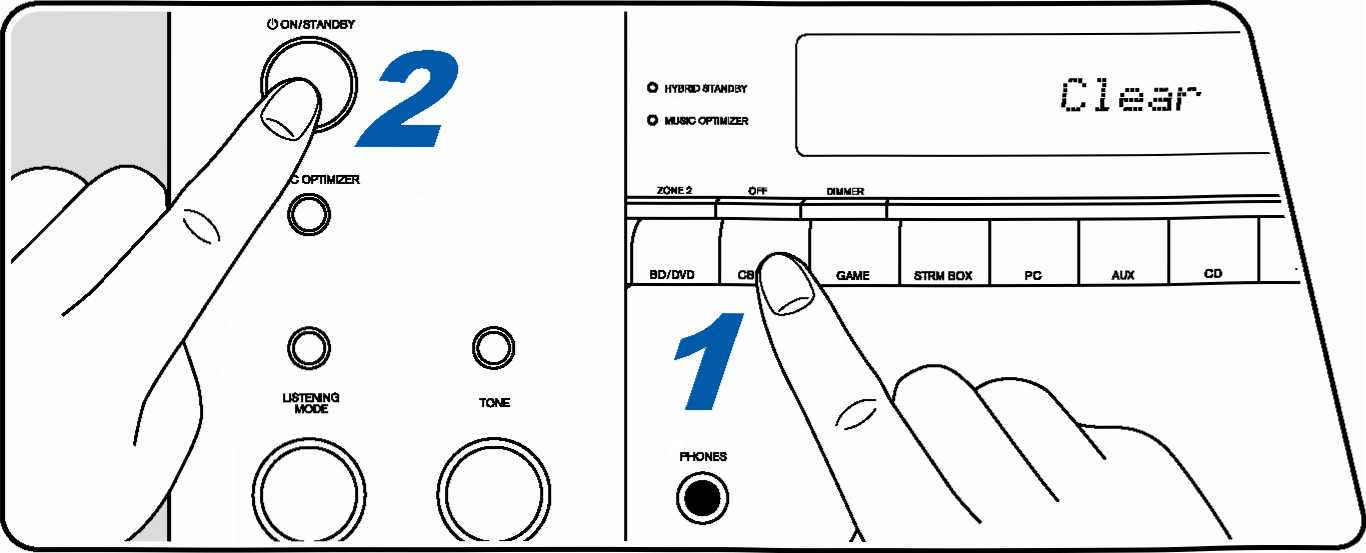 ⏻ ON/STANDBY
2
C OPTIMIZER
LISTENING
MODE
TONE
HYBRID STANDBY
MUSIC OPTIMIZER
Clear
ZONE 2 OFF DIMMER
BD/DVD CB GAME STRM BOX PC AUX CD
1
PHONES